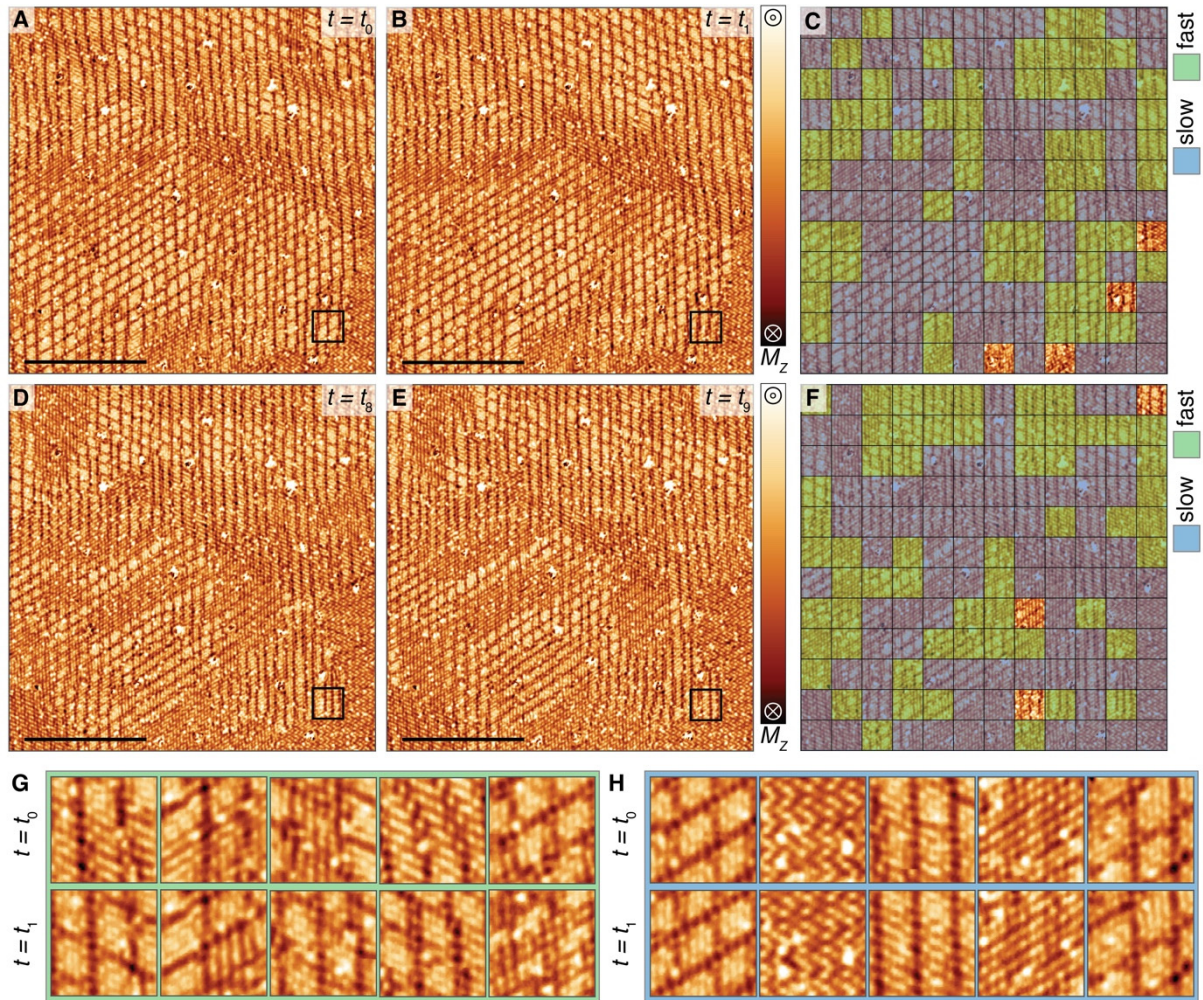 A
t = t0
B
t = t1
MZ
C
fast
slow
D
t = t8
E
t = t9
MZ
F
fast
slow
G
t = t0
t = t1
H
t = t0
t = t1